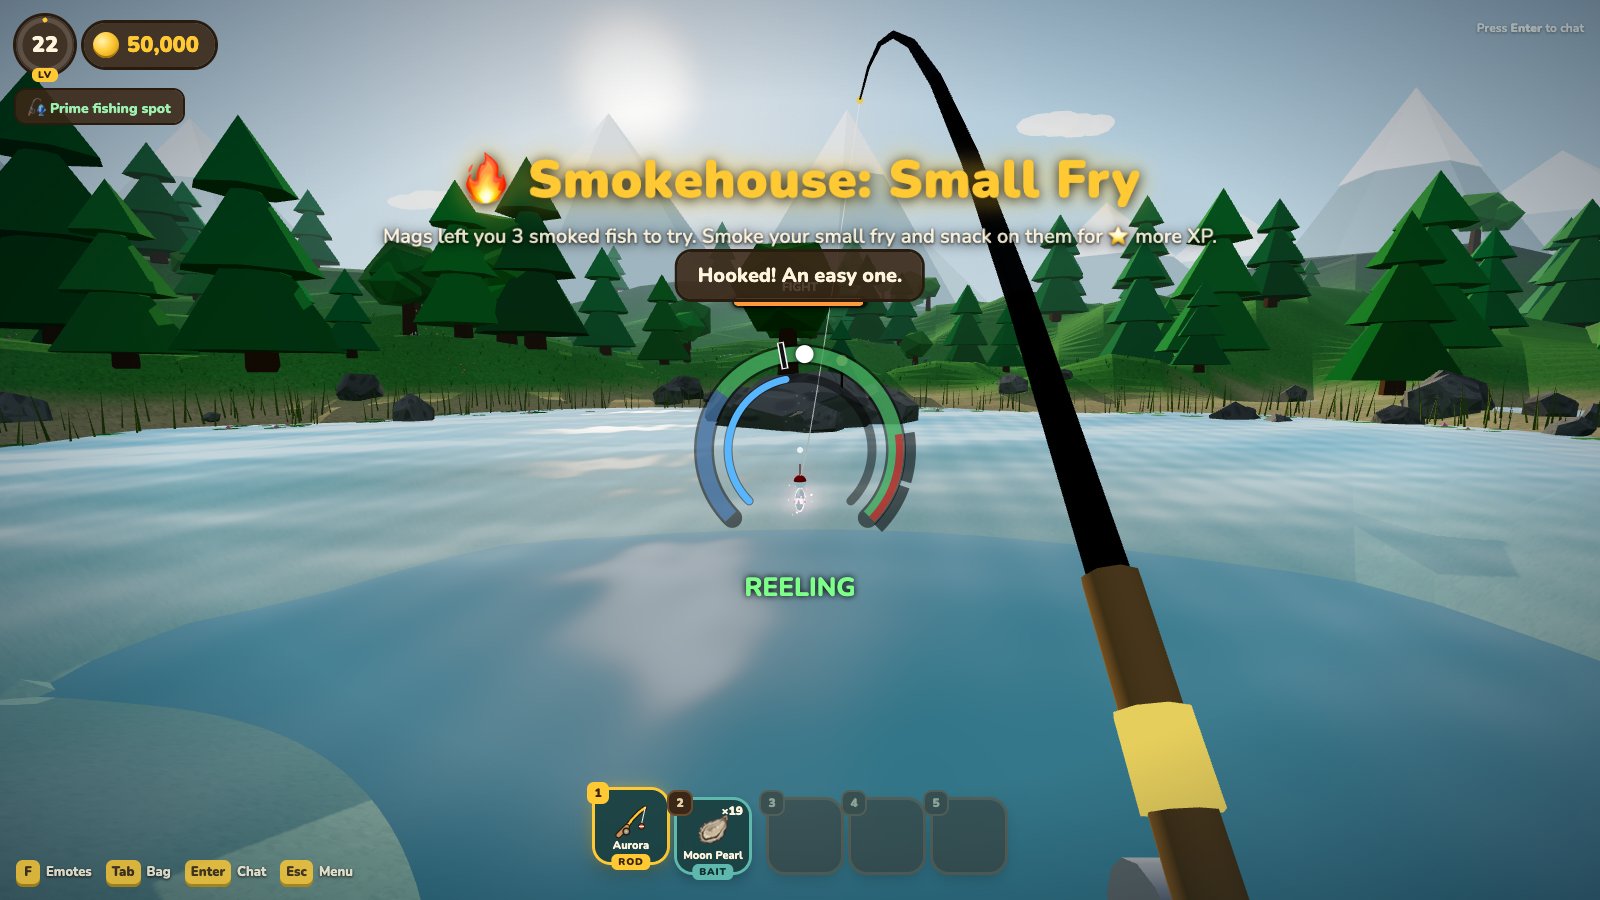 22
LV
50,000
Prime fishing spot
Press Enter to chat
Smokehouse: Small Fry
Mags left you 3 smoked fish to try. Smoke your small fry and snack on them for more XP.
Hooked! An easy one.
FIGHT
REELING
1
Aurora
ROD
2
×19
Moon Pearl
BAIT
3
4
5
F Emotes
Tab Bag
Enter Chat
Esc Menu